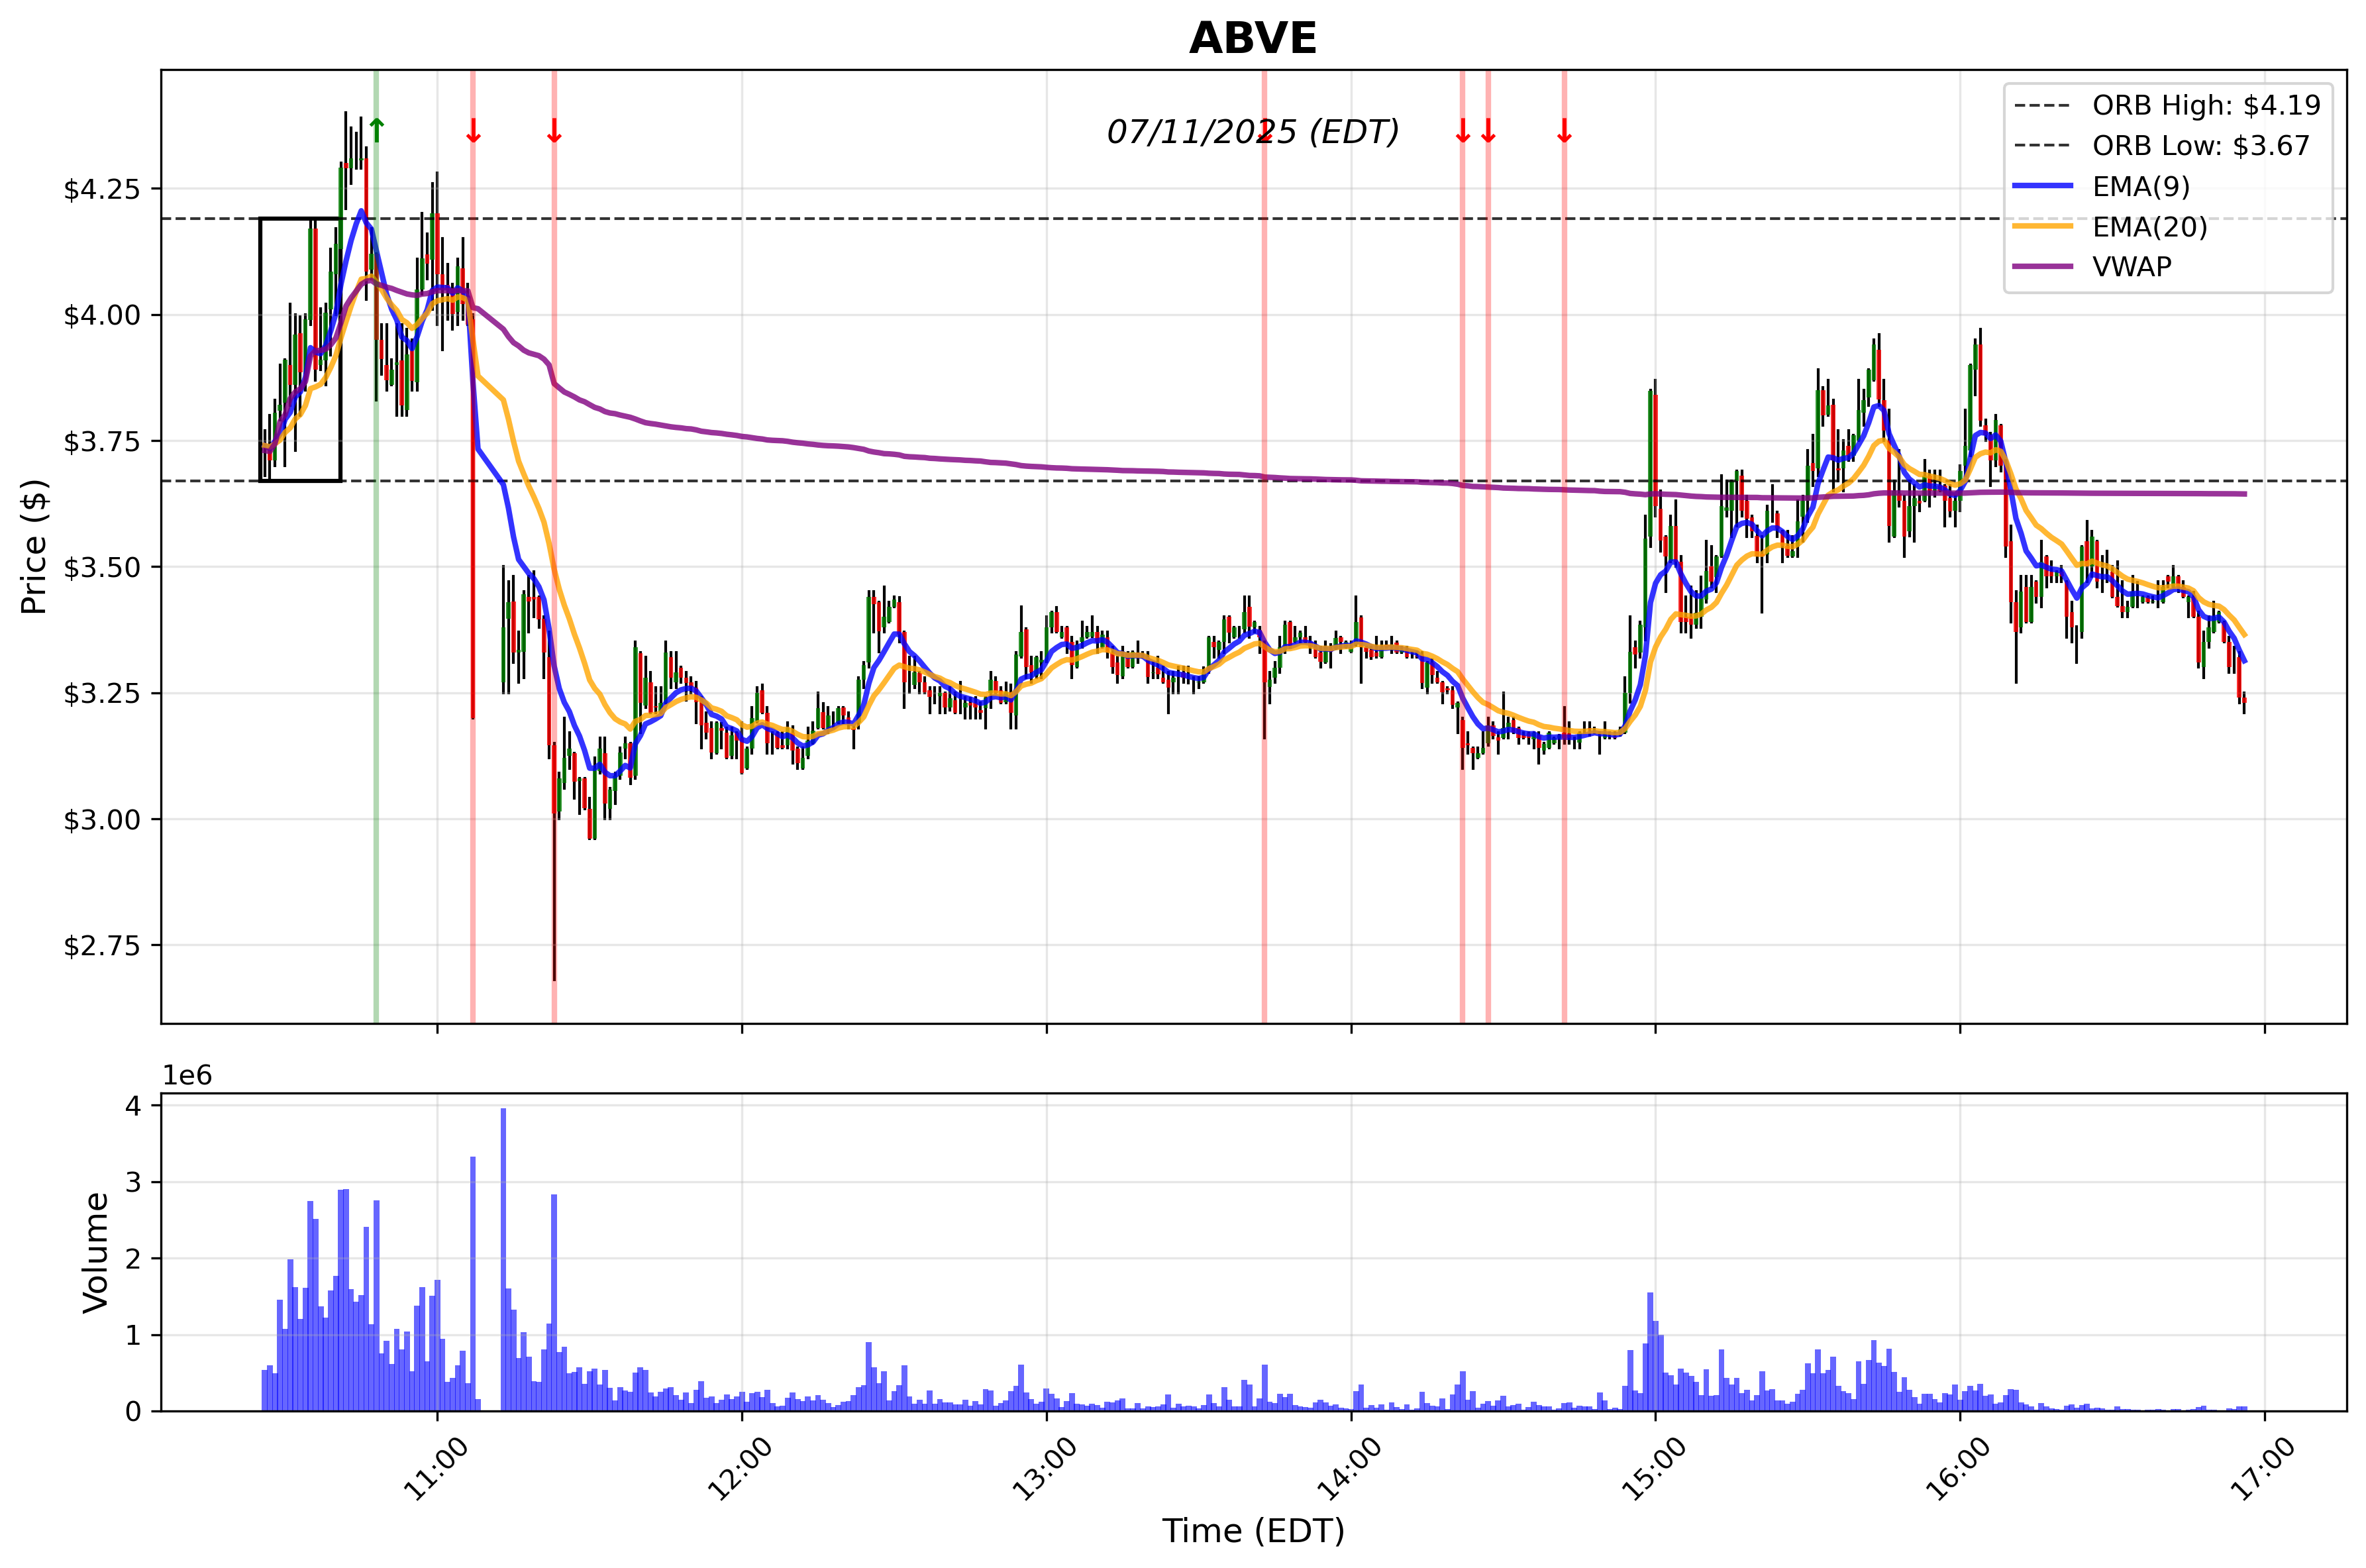 ABVE
07/11/2025 (EDT)
ORB High: $4.19
ORB Low: $3.67
EMA(9)
EMA(20)
VWAP
Price ($)
$4.25
$4.00
$3.75
$3.50
$3.25
$3.00
$2.75
1e6
Volume
4
3
2
1
0
11:00
12:00
13:00
14:00
15:00
16:00
17:00
Time (EDT)